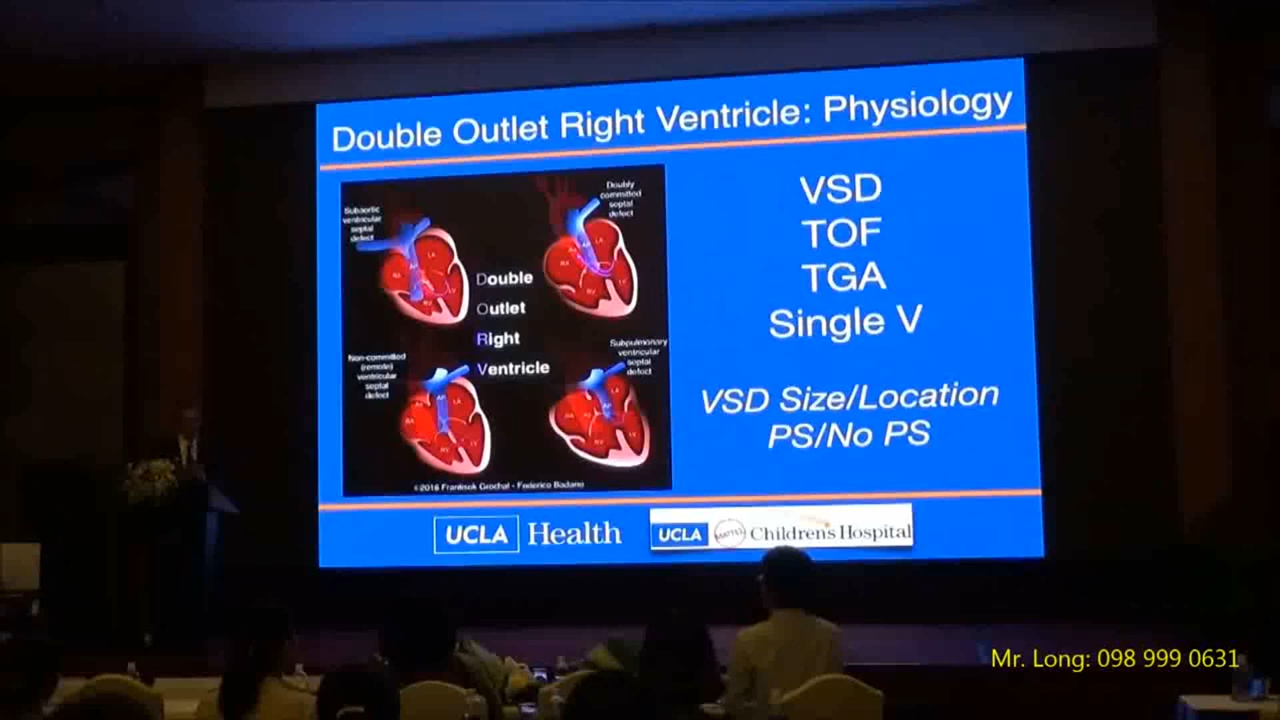 Double Outlet Right Ventricle: Physiology
Subaortic
ventricular
septal
defect
Doubly
committed
septal
defect
Double
Outlet
Right
Ventricle
Non-committed
(remote)
ventricular
septal
defect
Subpulmonary
ventricular
septal
defect
©2016 Frantisek Grochal - Federico Badano
VSD
TOF
TGA
Single V
VSD Size/Location
PS/No PS
UCLA Health
UCLA Children's Hospital
Mr. Long: 098 999 0631